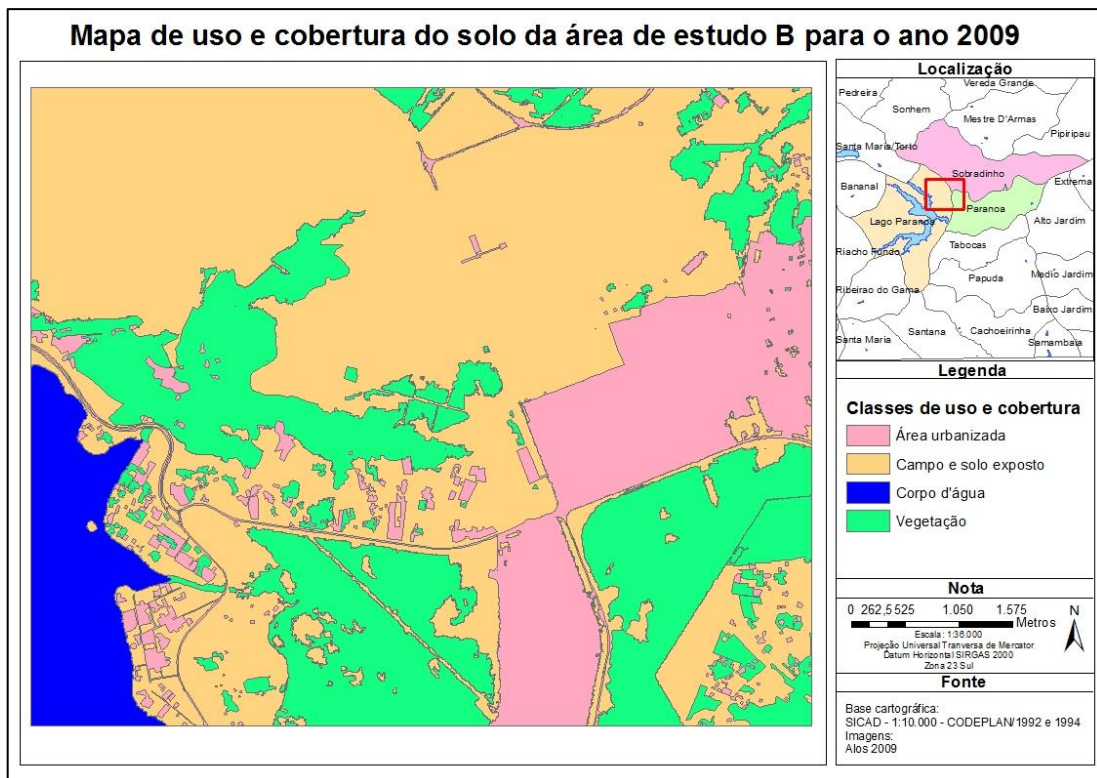 Mapa de uso e cobertura do solo da área de estudo B para o ano 2009
Localização
Vereda Grande
Pedreira
Sonhem
Mestre D'Armas
Pipiripau
Santa Maria/Torto
Sobradinho
Extrema
Bananal
Paranoa
Lago Paranoa
Alto Jardim
Tabocas
Riacho Fundo
Papuda
Medio Jardim
Ribeirao do Gama
Baixo Jardim
Santana
Cachoeirinha
Santa Maria
Samambaia
Legenda
Classes de uso e cobertura
Área urbanizada
Campo e solo exposto
Corpo d'água
Vegetação
Nota
0 262,5 525 1.050 1.575
Metros
N
Escala: 1:36.000
Projeção Universal Tranversa de Mercator
Datum Horizontal SIRGAS 2000
Zona 23 Sul
Fonte
Base cartográfica:
SICAD - 1:10.000 - CODEPLAN/1992 e 1994
Imagens:
Alos 2009